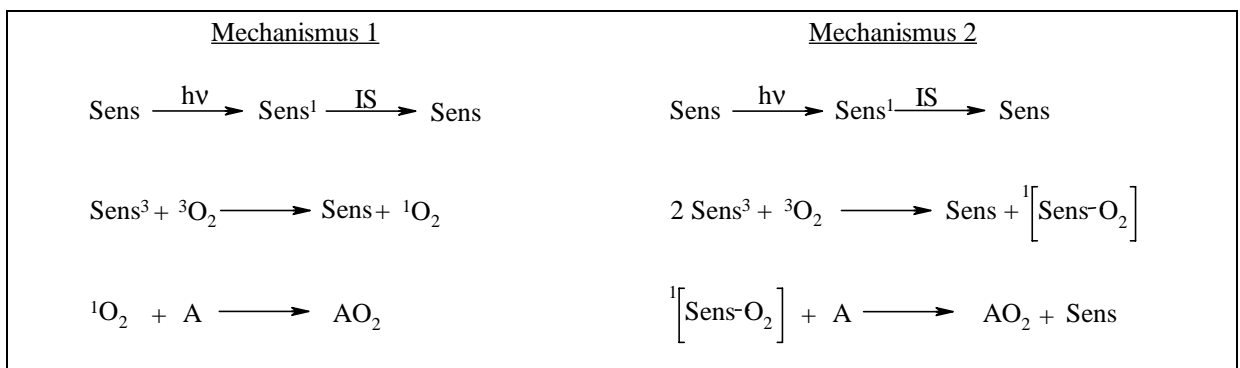 Mechanismus 1
Sens hν Sens¹ IS Sens
Sens³ + ³O₂ Sens + ¹O₂
¹O₂ + A AO₂
Mechanismus 2
Sens hν Sens¹ IS Sens
2 Sens³ + ³O₂ Sens + ¹[Sens-O₂]
¹[Sens-O₂] + A AO₂ + Sens